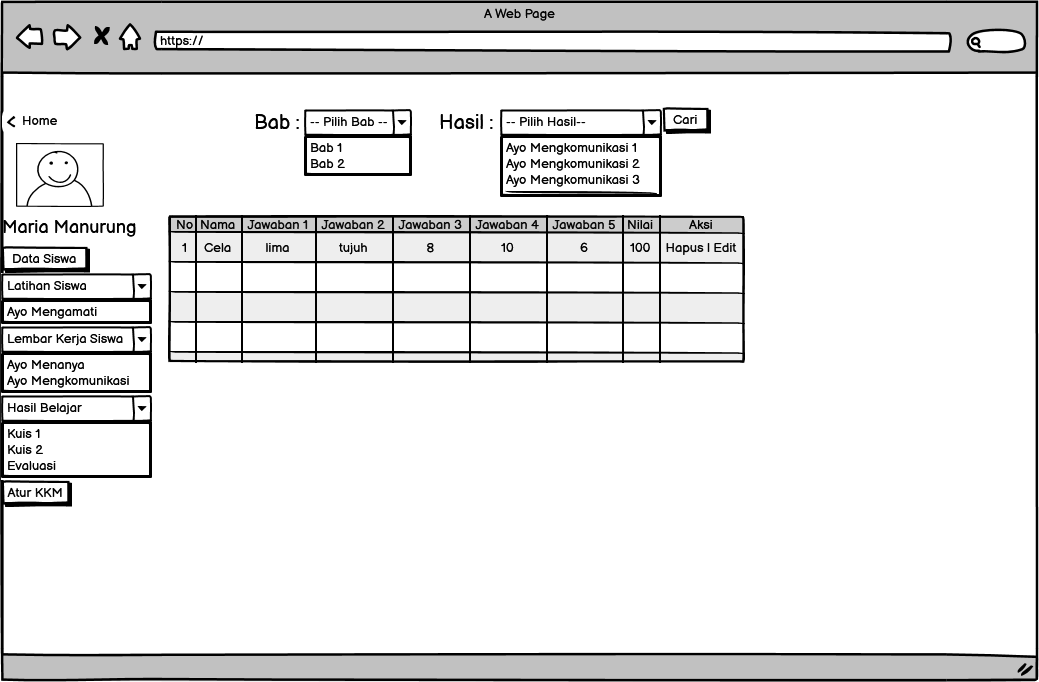 A Web Page
https://
Home
Bab : -- Pilih Bab -- Hasil : -- Pilih Hasil-- Cari
Bab 1
Bab 2
Ayo Mengkomunikasi 1
Ayo Mengkomunikasi 2
Ayo Mengkomunikasi 3
Maria Manurung
Data Siswa
Latihan Siswa
Ayo Mengamati
Lembar Kerja Siswa
Ayo Menanya
Ayo Mengkomunikasi
Hasil Belajar
Kuis 1
Kuis 2
Evaluasi
Atur KKM
No Nama Jawaban 1 Jawaban 2 Jawaban 3 Jawaban 4 Jawaban 5 Nilai Aksi
1 Cela lima tujuh 8 10 6 100 Hapus | Edit